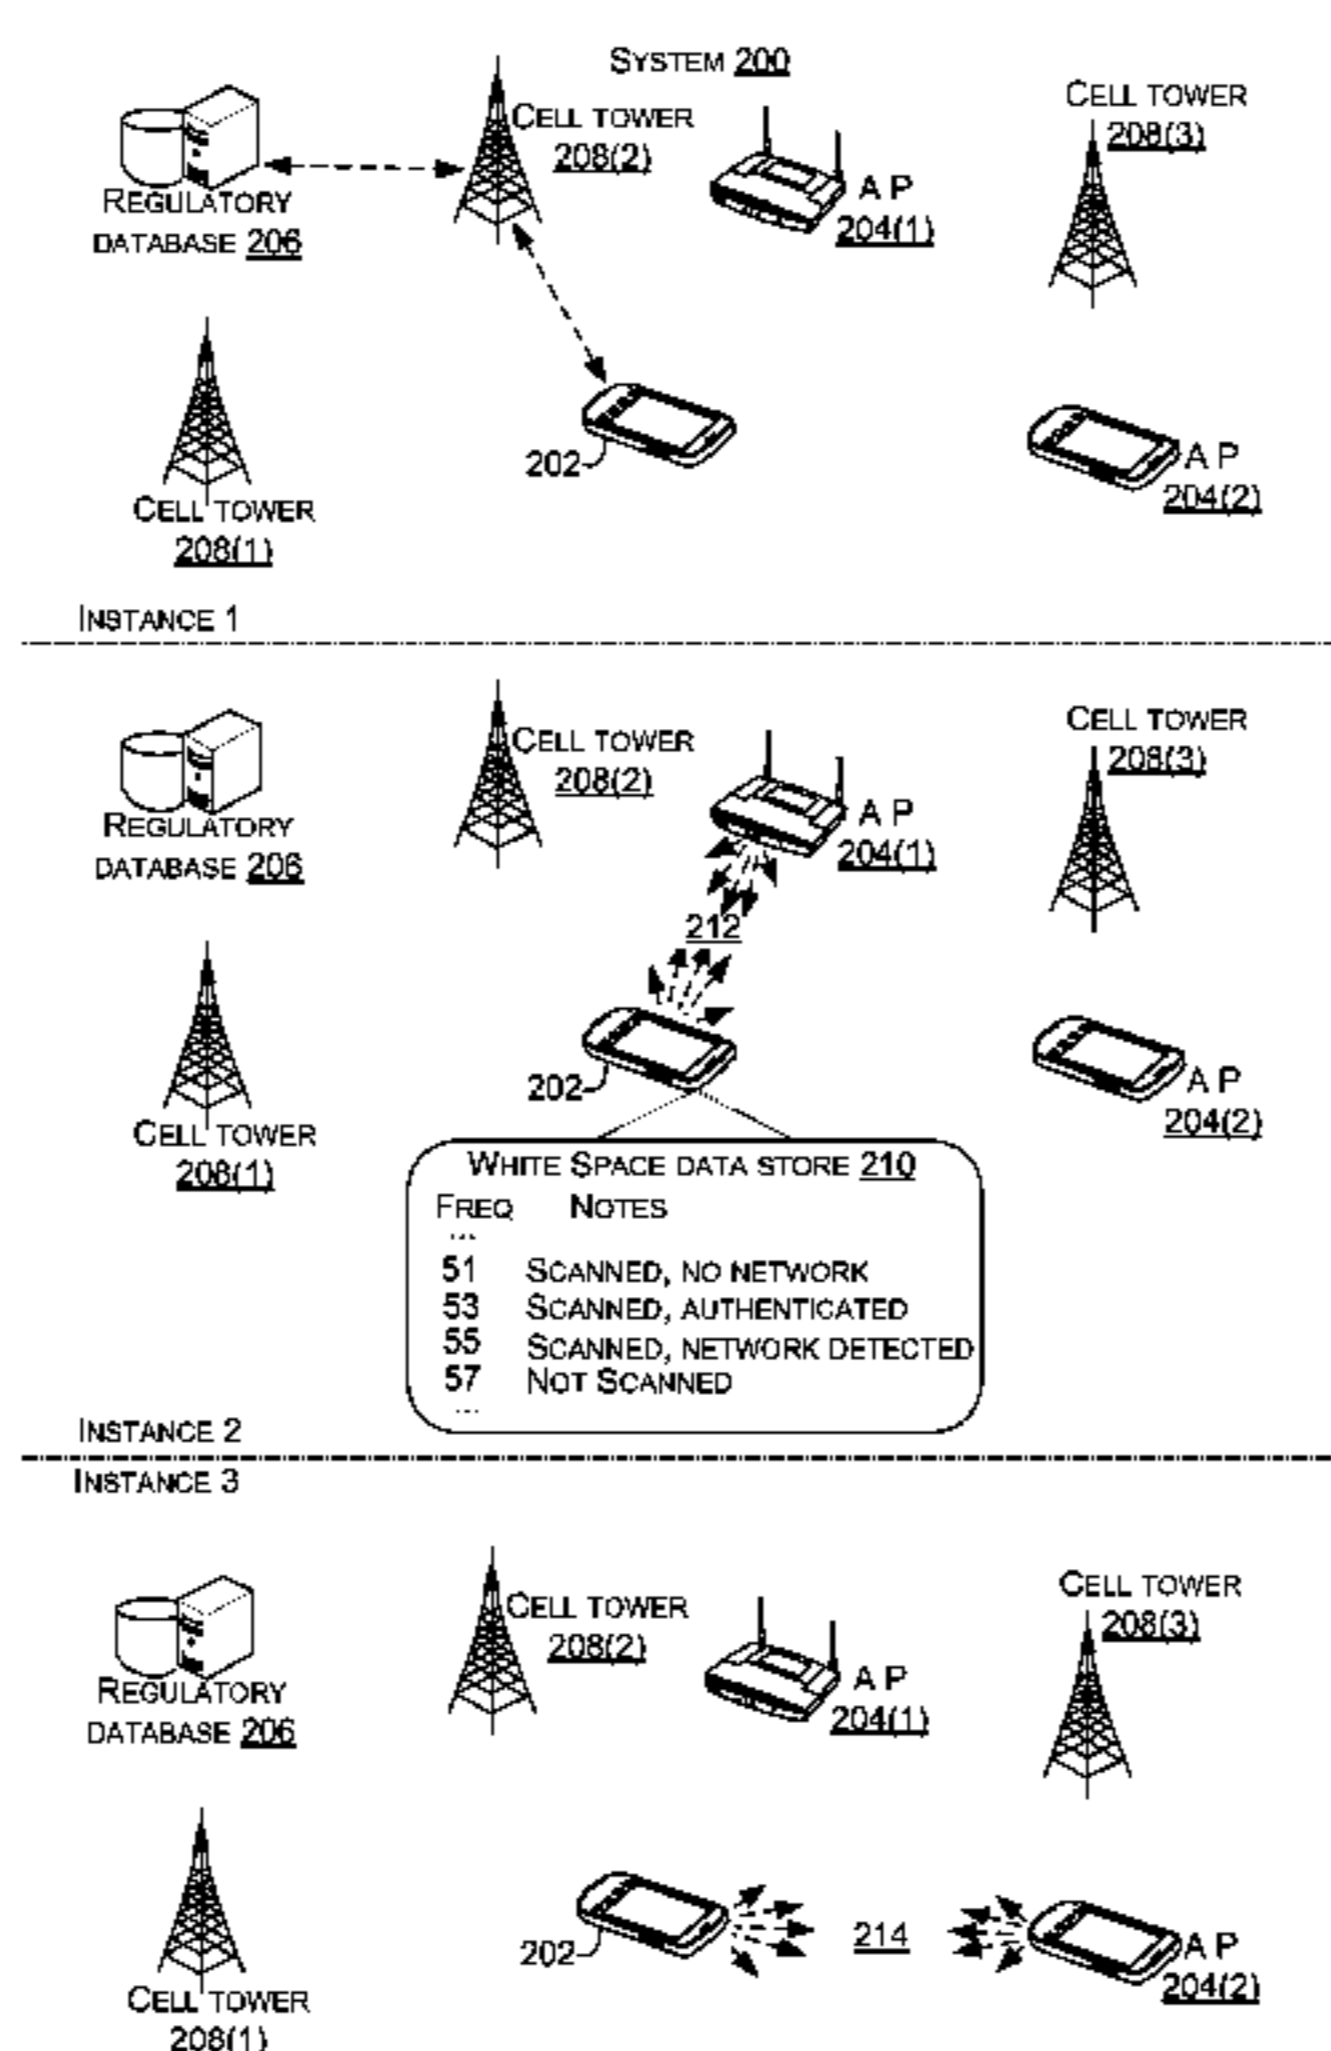 SYSTEM 200
CELL TOWER
208(2)
CELL TOWER
208(3)
A P
204(1)
REGULATORY
DATABASE 206
202
A P
204(2)
CELL TOWER
208(1)
INSTANCE 1
CELL TOWER
208(2)
CELL TOWER
208(3)
A P
204(1)
REGULATORY
DATABASE 206
212
202
A P
204(2)
CELL TOWER
208(1)
WHITE SPACE DATA STORE 210
FREQ NOTES
...
51 SCANNED, NO NETWORK
53 SCANNED, AUTHENTICATED
55 SCANNED, NETWORK DETECTED
57 NOT SCANNED
...
INSTANCE 2
INSTANCE 3
CELL TOWER
208(2)
CELL TOWER
208(3)
A P
204(1)
REGULATORY
DATABASE 206
202
214
A P
204(2)
CELL TOWER
208(1)